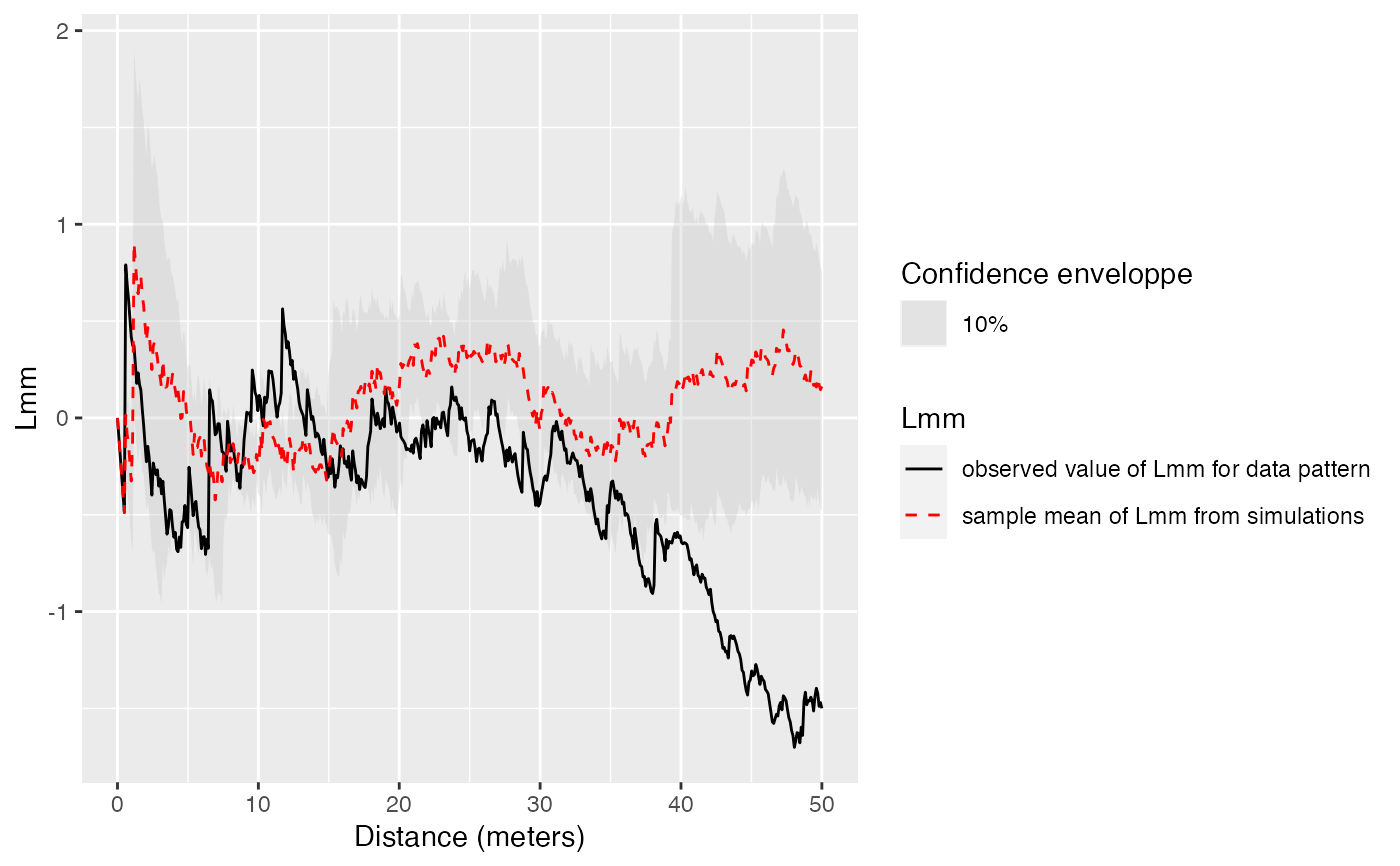 2
1
0
-1
Lmm
0 10 20 30 40 50
Distance (meters)
Confidence enveloppe
10%
Lmm
observed value of Lmm for data pattern
sample mean of Lmm from simulations